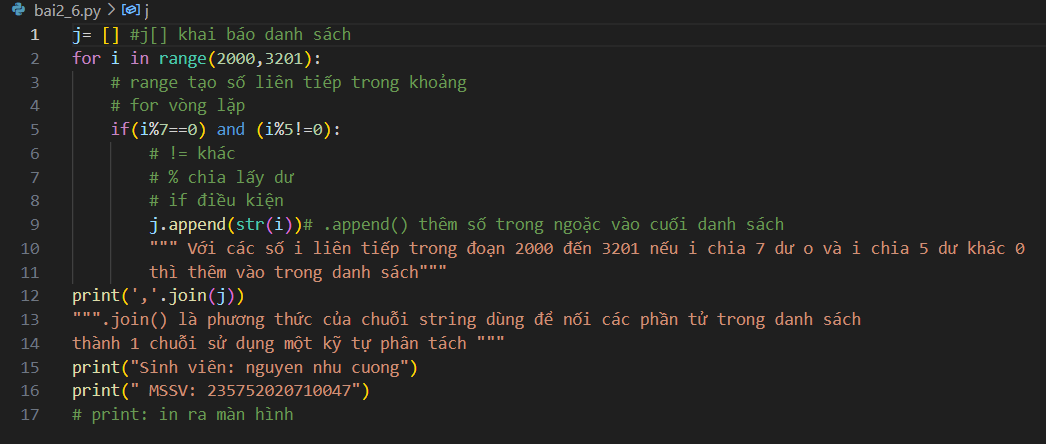 bai2_6.py > j
1 j= [] #j[] khai báo danh sách
2 for i in range(2000,3201):
3 # range tạo số liên tiếp trong khoảng
4 # for vòng lặp
5 if(i%7==0) and (i%5!=0):
6 # != khác
7 # % chia lấy dư
8 # if điều kiện
9 j.append(str(i))# .append() thêm số trong ngoặc vào cuối danh sách
10 """ Với các số i liên tiếp trong đoạn 2000 đến 3201 nếu i chia 7 dư o và i chia 5 dư khác 0
11 thì thêm vào trong danh sách"""
12 print(','.join(j))
13 """.join() là phương thức của chuỗi string dùng để nối các phần tử trong danh sách
14 thành 1 chuỗi sử dụng một kỹ tự phân tách """
15 print("Sinh viên: nguyen nhu cuong")
16 print(" MSSV: 235752020710047")
17 # print: in ra màn hình